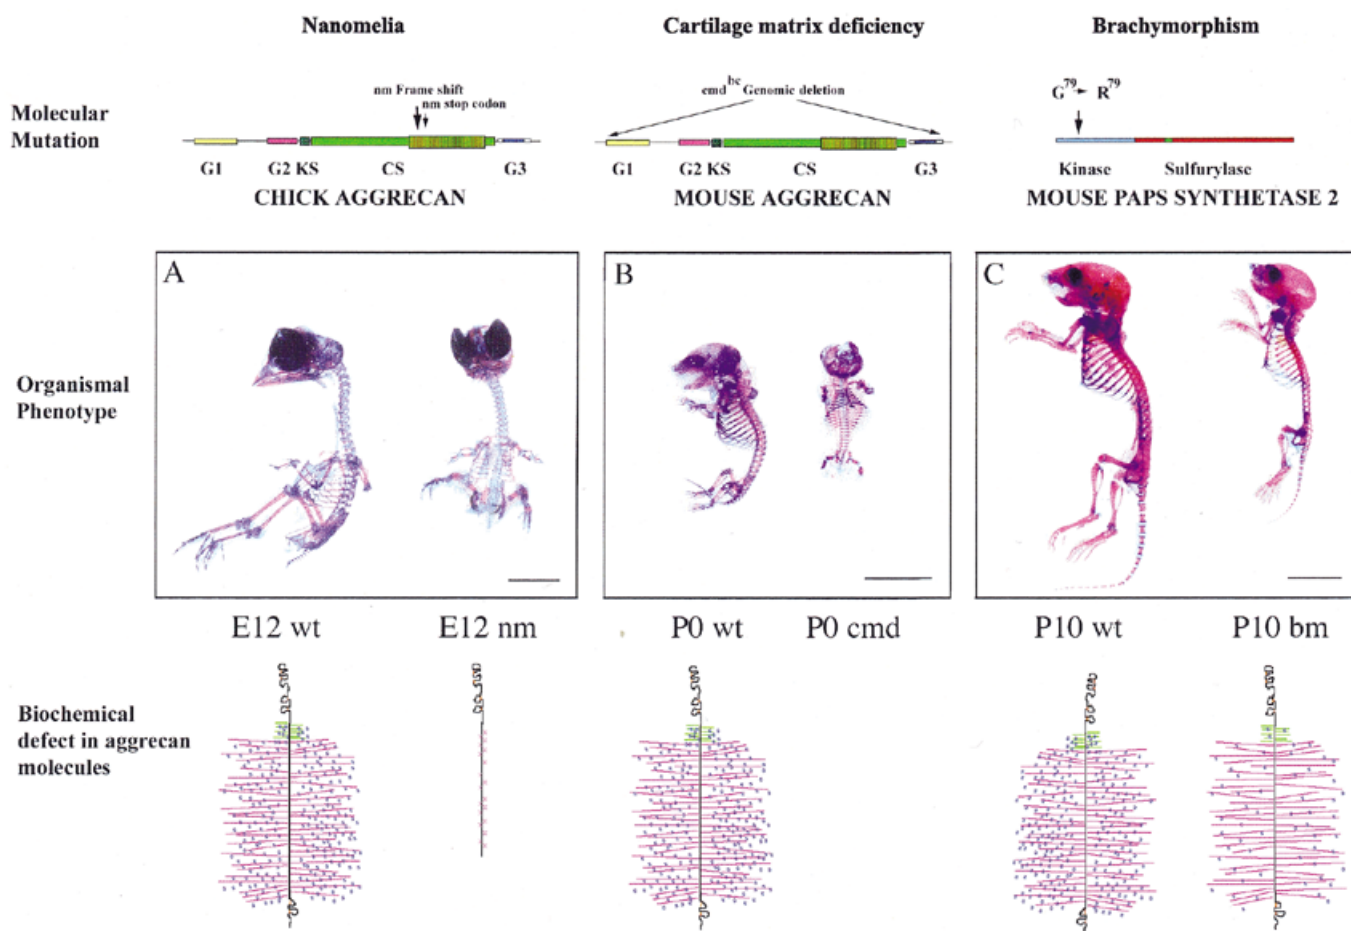 Nanomelia
Cartilage matrix deficiency
Brachymorphism
Molecular
Mutation
nm Frame shift
nm stop codon
G1
G2 KS
CS
G3
CHICK AGGRECAN
cmd bc Genomic deletion
G1
G2 KS
CS
G3
MOUSE AGGRECAN
G79 → R79
Kinase
Sulfurylase
MOUSE PAPS SYNTHETASE 2
Organismal
Phenotype
A
B
C
E12 wt
E12 nm
P0 wt
P0 cmd
P10 wt
P10 bm
Biochemical
defect in aggrecan
molecules